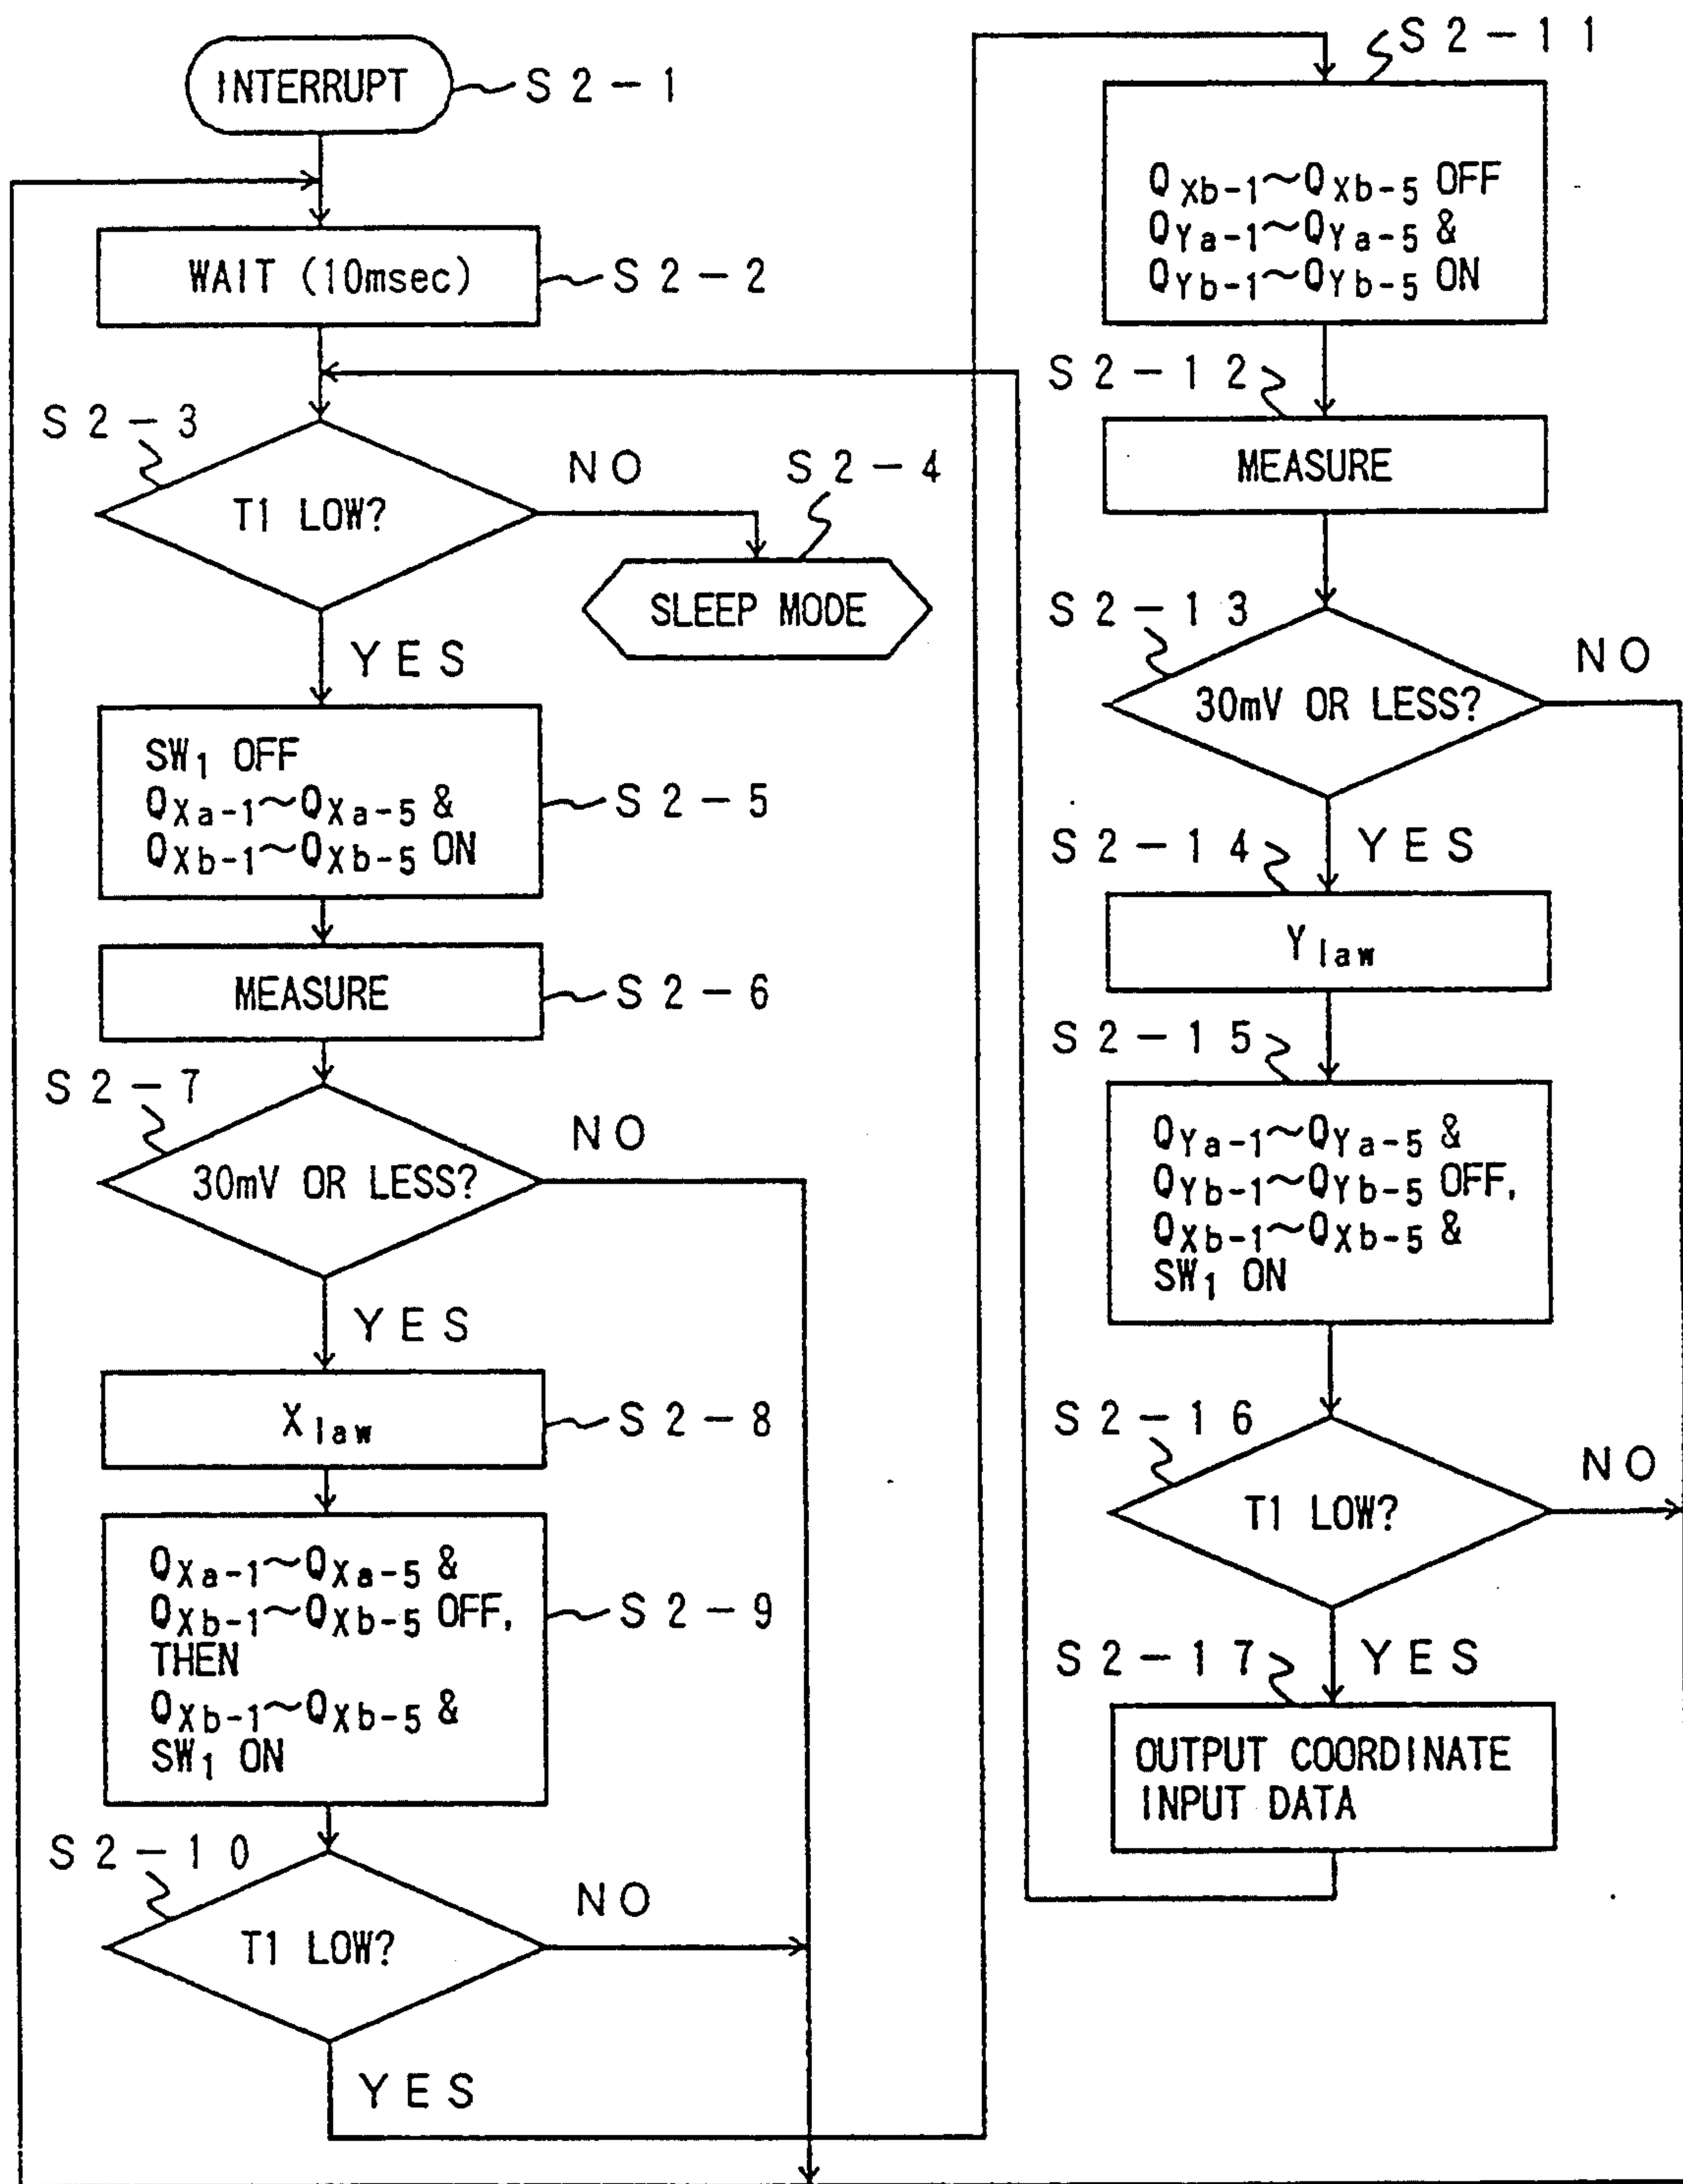 INTERRUPT
S2-1
WAIT (10msec)
S2-2
S2-3
T1 LOW?
NO
S2-4
SLEEP MODE
YES
SW1 OFF
QXa-1~QXa-5 &
QXb-1~QXb-5 ON
S2-5
MEASURE
S2-6
S2-7
30mV OR LESS?
NO
YES
Xlaw
S2-8
QXa-1~QXa-5 &
QXb-1~QXb-5 OFF,
THEN
QXb-1~QXb-5 &
SW1 ON
S2-9
S2-10
T1 LOW?
NO
YES
S2-11
QXb-1~QXb-5 OFF
QYa-1~QYa-5 &
QYb-1~QYb-5 ON
S2-12
MEASURE
S2-13
30mV OR LESS?
NO
YES
S2-14
Ylaw
S2-15
QYa-1~QYa-5 &
QYb-1~QYb-5 OFF,
QXb-1~QXb-5 &
SW1 ON
S2-16
T1 LOW?
NO
YES
S2-17
OUTPUT COORDINATE
INPUT DATA